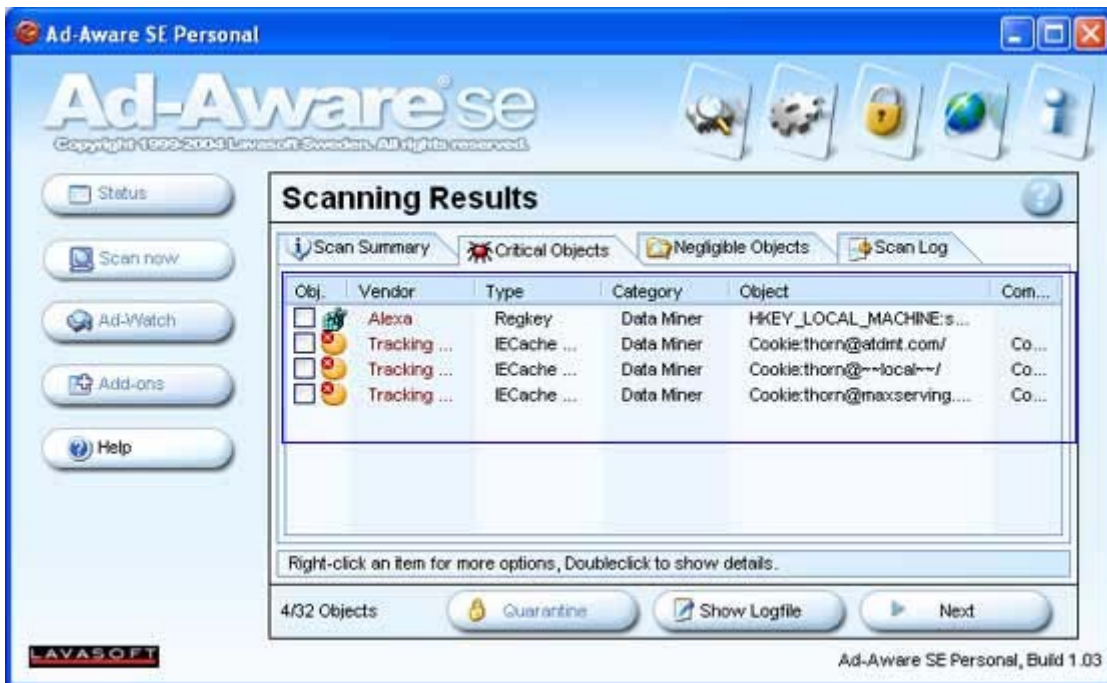 Ad-Aware SE Personal
Ad-Aware se
Copyright 1999-2004 Lavasoft Sweden. All rights reserved.
Status
Scan now
Ad-Watch
Add-ons
Help
Scanning Results
Scan Summary
Critical Objects
Negligible Objects
Scan Log
Obj. Vendor Type Category Object Com...
Alexa Regkey Data Miner HKEY_LOCAL_MACHINE:s...
Tracking ... IECache ... Data Miner Cookie:thorn@atdmt.com/ Co...
Tracking ... IECache ... Data Miner Cookie:thorn@~~local~~/ Co...
Tracking ... IECache ... Data Miner Cookie:thorn@maxserving.... Co...
Right-click an item for more options, Doubleclick to show details.
4/32 Objects
Quarantine
Show Logfile
Next
LAVASOFT
Ad-Aware SE Personal, Build 1.03